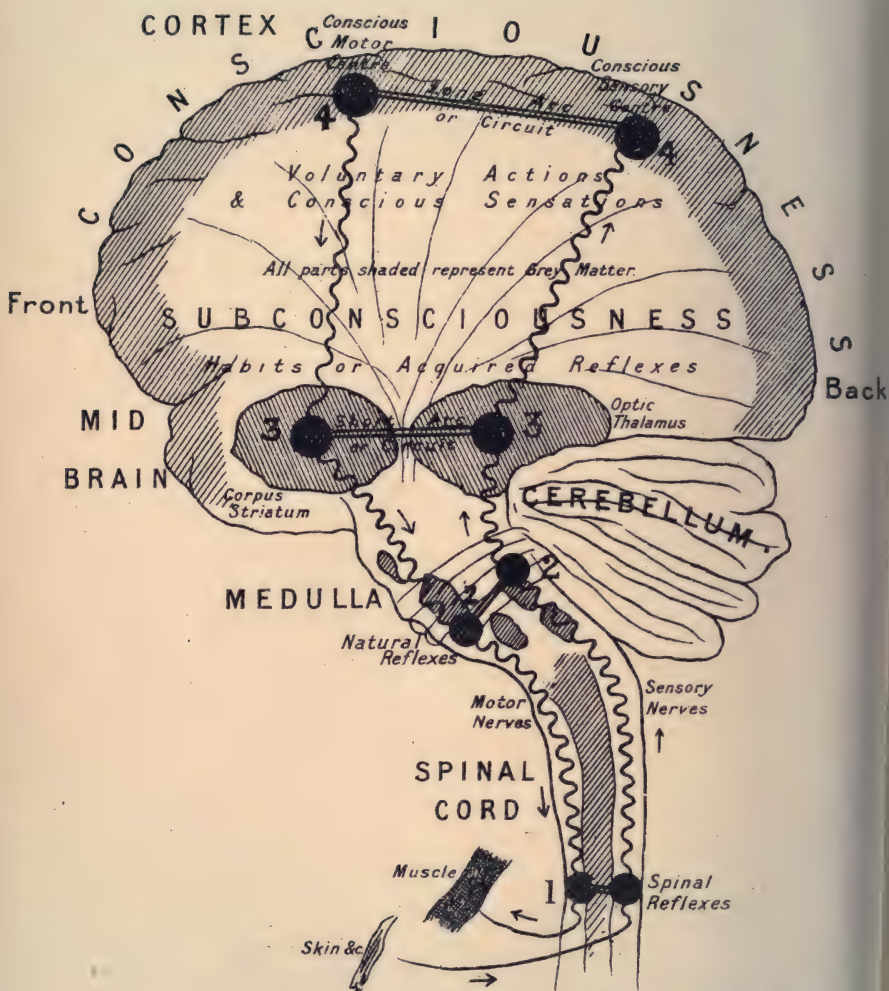 CORTEX
CONSCIOUSNESS
Conscious
Motor
Centre
Conscious
Sensory
Centre
4
4
Long Arc
or Circuit
Voluntary Actions
& Conscious Sensations
All parts shaded represent Grey Matter.
Front
SUBCONSCIOUSNESS
Habits or Acquired Reflexes
Back
MID
BRAIN
3
3
Short Arc
or Circuit
Optic
Thalamus
Corpus
Striatum
CEREBELLUM.
MEDULLA
2
2
Natural
Reflexes
Motor
Nerves
Sensory
Nerves
SPINAL
CORD
Muscle
1
Spinal
Reflexes
Skin &c.